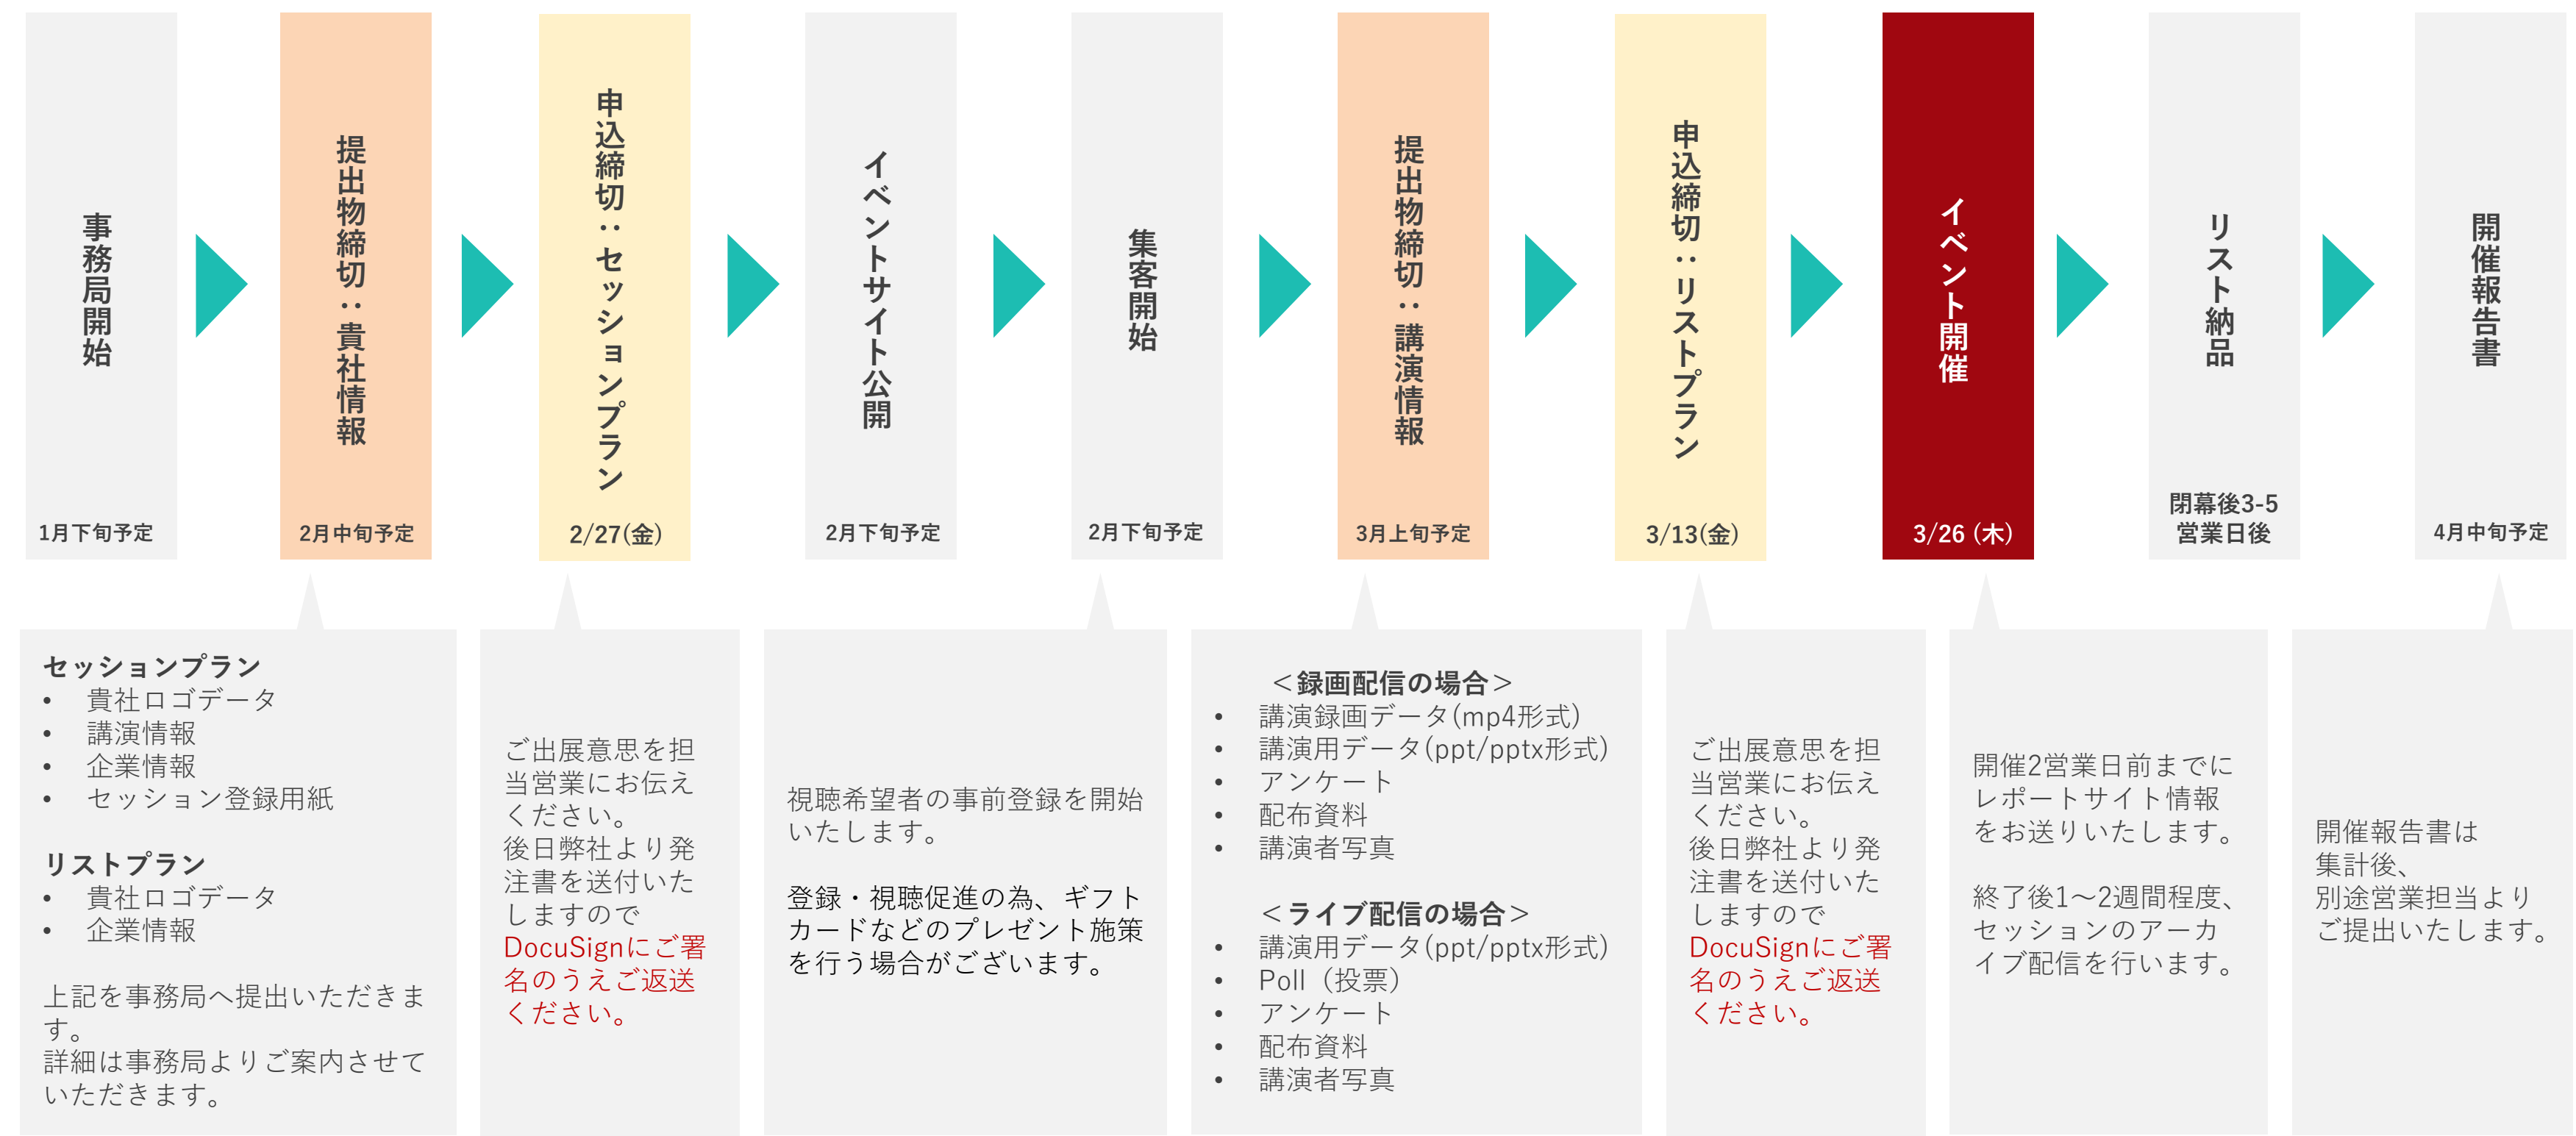 事務局開始
1月下旬予定
提出物締切：貴社情報
2月中旬予定
申込締切：セッションプラン
2/27(金)
イベントサイト公開
2月下旬予定
集客開始
2月下旬予定
提出物締切：講演情報
3月上旬予定
申込締切：リストプラン
3/13(金)
イベント開催
3/26 (木)
リスト納品
閉幕後3-5
営業日後
開催報告書
4月中旬予定
セッションプラン
• 貴社ロゴデータ
• 講演情報
• 企業情報
• セッション登録用紙
リストプラン
• 貴社ロゴデータ
• 企業情報
上記を事務局へ提出いただきま
す。
詳細は事務局よりご案内させて
いただきます。
ご出展意思を担
当営業にお伝え
ください。
後日弊社より発
注書を送付いた
しますので
DocuSignにご署
名のうえご返送
ください。
視聴希望者の事前登録を開始
いたします。
登録・視聴促進の為、ギフト
カードなどのプレゼント施策
を行う場合がございます。
＜録画配信の場合＞
• 講演録画データ(mp4形式)
• 講演用データ(ppt/pptx形式)
• アンケート
• 配布資料
• 講演者写真
＜ライブ配信の場合＞
• 講演用データ(ppt/pptx形式)
• Poll（投票）
• アンケート
• 配布資料
• 講演者写真
ご出展意思を担
当営業にお伝え
ください。
後日弊社より発
注書を送付いた
しますので
DocuSignにご署
名のうえご返送
ください。
開催2営業日前までに
レポートサイト情報
をお送りいたします。
終了後1～2週間程度、
セッションのアーカ
イブ配信を行います。
開催報告書は
集計後、
別途営業担当より
ご提出いたします。